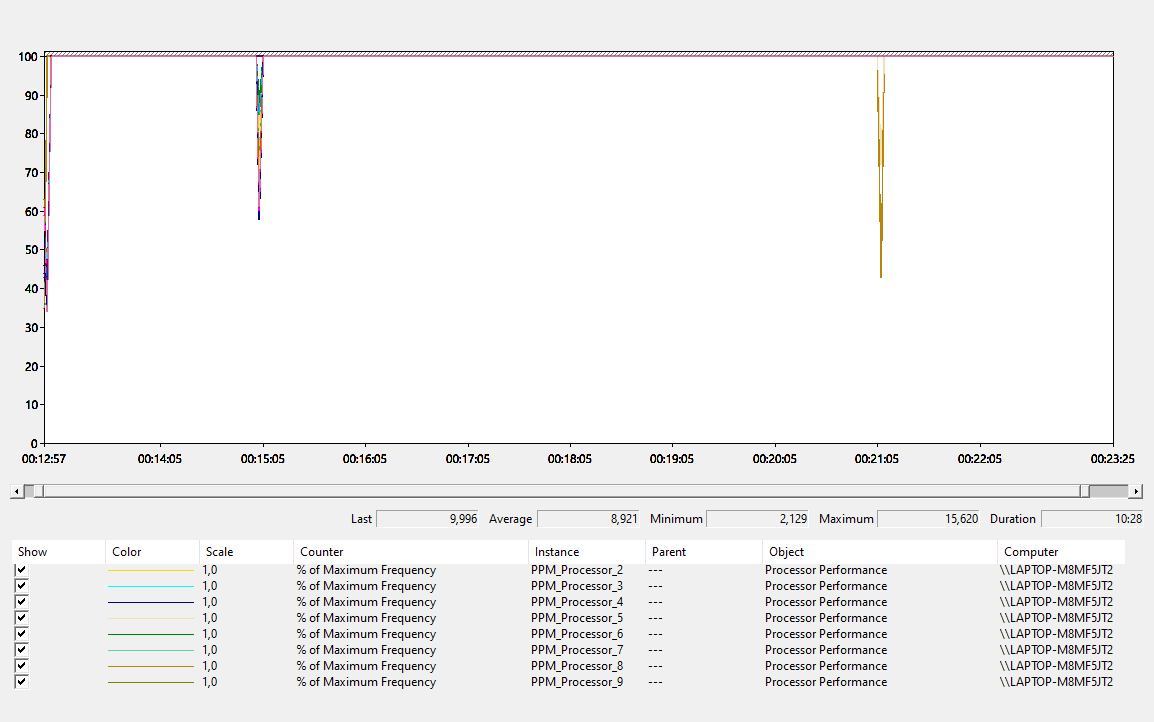 100
90
80
70
60
50
40
30
20
10
0
00:12:57 00:14:05 00:15:05 00:16:05 00:17:05 00:18:05 00:19:05 00:20:05 00:21:05 00:22:05 00:23:25
Last 9,996 Average 8,921 Minimum 2,129 Maximum 15,620 Duration 10:28
Show Color Scale Counter Instance Parent Object Computer
1,0 % of Maximum Frequency PPM_Processor_2 --- Processor Performance \\LAPTOP-M8MF5JT2
1,0 % of Maximum Frequency PPM_Processor_3 --- Processor Performance \\LAPTOP-M8MF5JT2
1,0 % of Maximum Frequency PPM_Processor_4 --- Processor Performance \\LAPTOP-M8MF5JT2
1,0 % of Maximum Frequency PPM_Processor_5 --- Processor Performance \\LAPTOP-M8MF5JT2
1,0 % of Maximum Frequency PPM_Processor_6 --- Processor Performance \\LAPTOP-M8MF5JT2
1,0 % of Maximum Frequency PPM_Processor_7 --- Processor Performance \\LAPTOP-M8MF5JT2
1,0 % of Maximum Frequency PPM_Processor_8 --- Processor Performance \\LAPTOP-M8MF5JT2
1,0 % of Maximum Frequency PPM_Processor_9 --- Processor Performance \\LAPTOP-M8MF5JT2